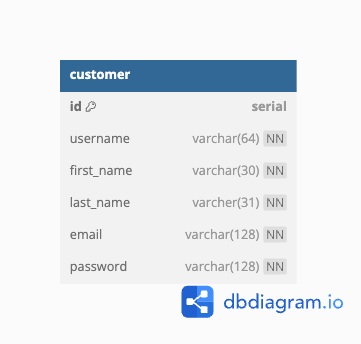 customer
id serial
username varchar(64) NN
first_name varchar(30) NN
last_name varcher(31) NN
email varchar(128) NN
password varchar(128) NN
dbdiagram.io